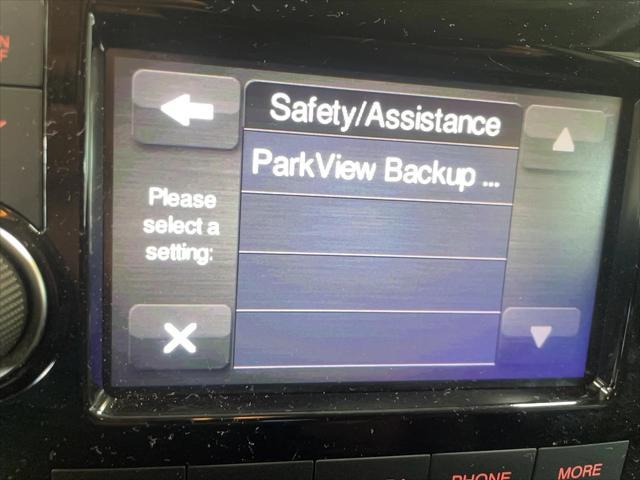 Safety/Assistance
ParkView Backup ...
Please
select a
setting:
PHONE
MORE